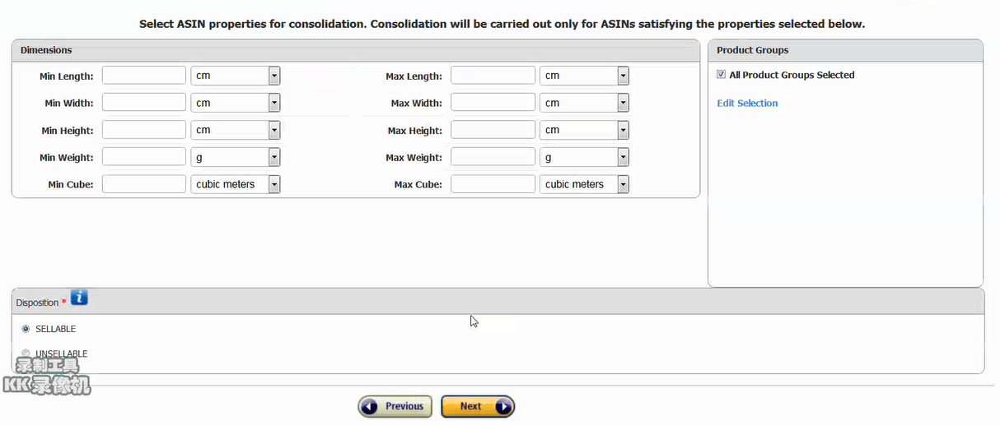 Select ASIN properties for consolidation. Consolidation will be carried out only for ASINs satisfying the properties selected below.
Dimensions
Min Length: cm Max Length: cm
Min Width: cm Max Width: cm
Min Height: cm Max Height: cm
Min Weight: g Max Weight: g
Min Cube: cubic meters Max Cube: cubic meters
Product Groups
All Product Groups Selected
Edit Selection
Disposition * i
SELLABLE
UNSELLABLE
录制工具
KK录像机
Previous Next